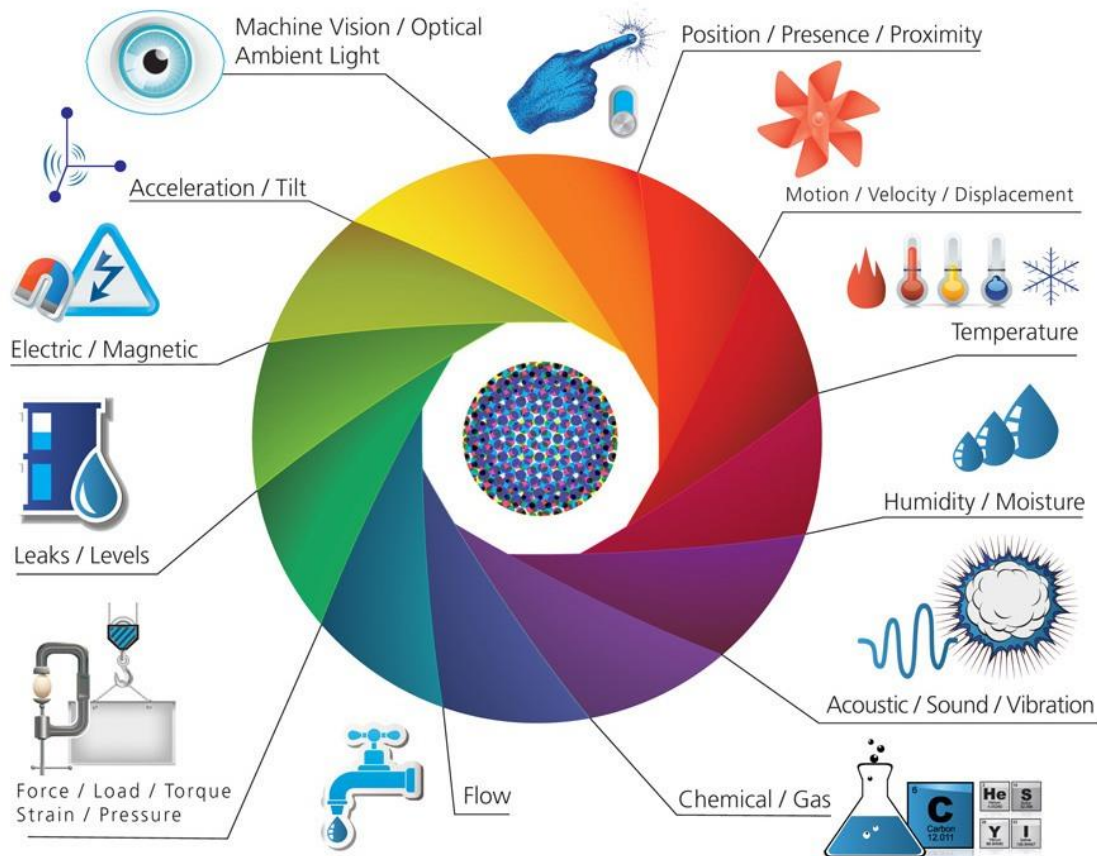 Machine Vision / Optical
Ambient Light
Position / Presence / Proximity
Acceleration / Tilt
Motion / Velocity / Displacement
Electric / Magnetic
Temperature
Leaks / Levels
Humidity / Moisture
Acoustic / Sound / Vibration
Force / Load / Torque
Strain / Pressure
Flow
Chemical / Gas
6
C
Carbon
12.011
He
S
Y
I